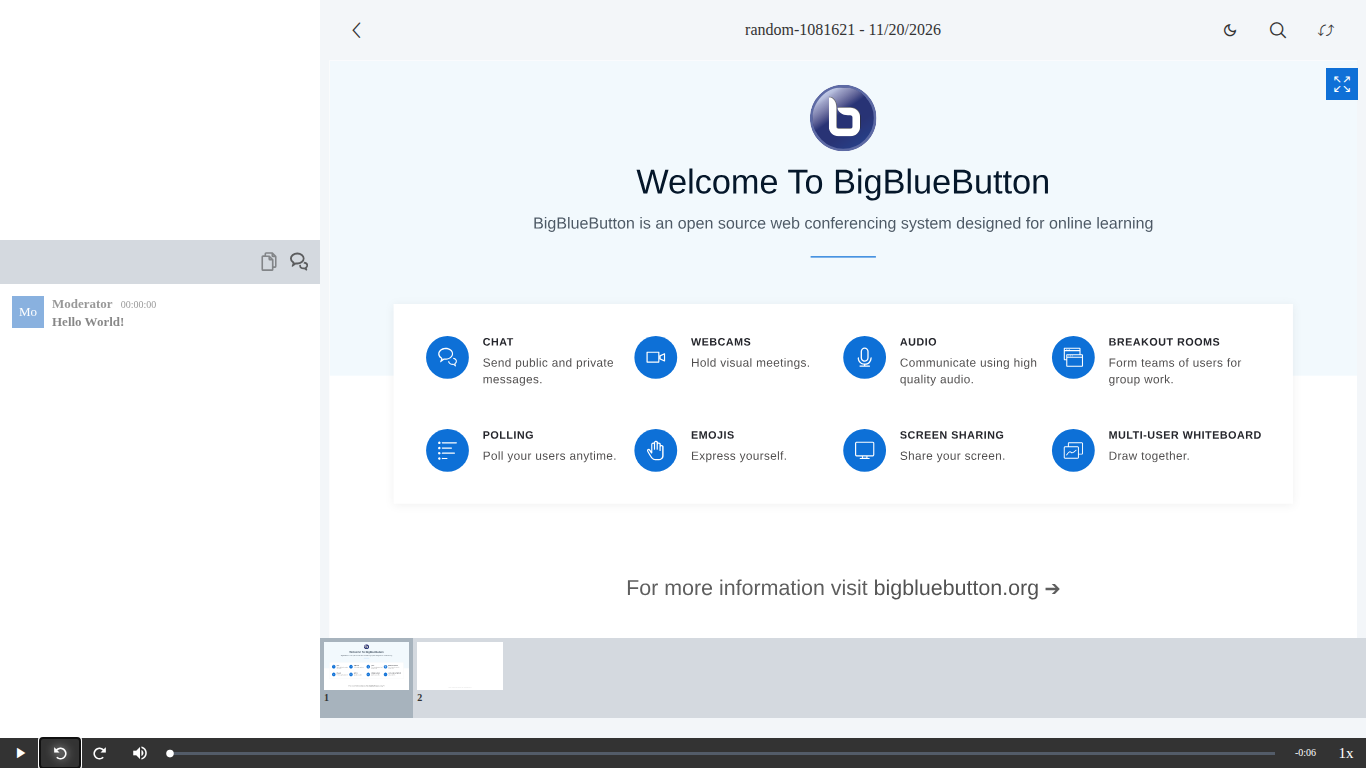 random-1081621 - 11/20/2026
Welcome To BigBlueButton
BigBlueButton is an open source web conferencing system designed for online learning
Mo
Moderator 00:00:00
Hello World!
CHAT
Send public and private
messages.
WEBCAMS
Hold visual meetings.
AUDIO
Communicate using high
quality audio.
BREAKOUT ROOMS
Form teams of users for
group work.
POLLING
Poll your users anytime.
EMOJIS
Express yourself.
SCREEN SHARING
Share your screen.
MULTI-USER WHITEBOARD
Draw together.
For more information visit bigbluebutton.org ➔
1
2
-0:06
1x